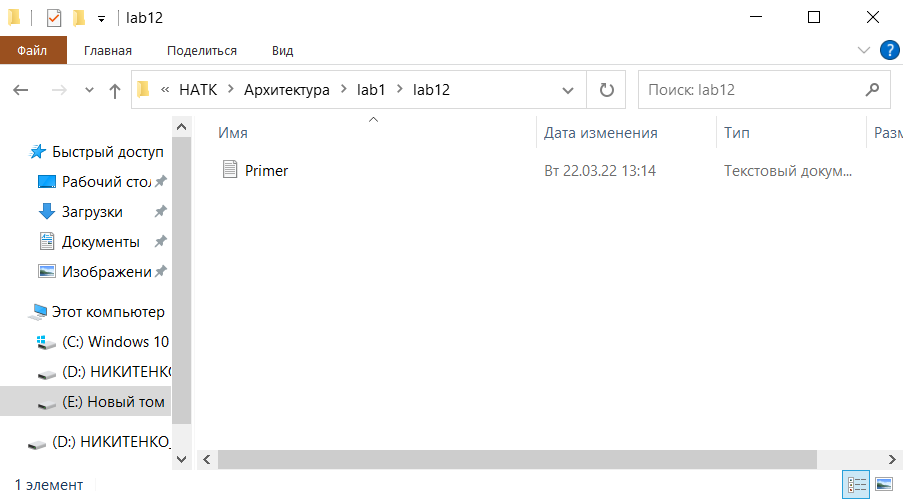 lab12
Файл Главная Поделиться Вид ?
« НАТК > Архитектура > lab1 > lab12 Поиск: lab12
Имя Дата изменения Тип Разм
Быстрый доступ
Primer Вт 22.03.22 13:14 Текстовый докум...
Рабочий стол
Загрузки
Документы
Изображени
Этот компьютер
(C:) Windows 10
(D:) НИКИТЕНКО
(E:) Новый том
(D:) НИКИТЕНКО_
1 элемент